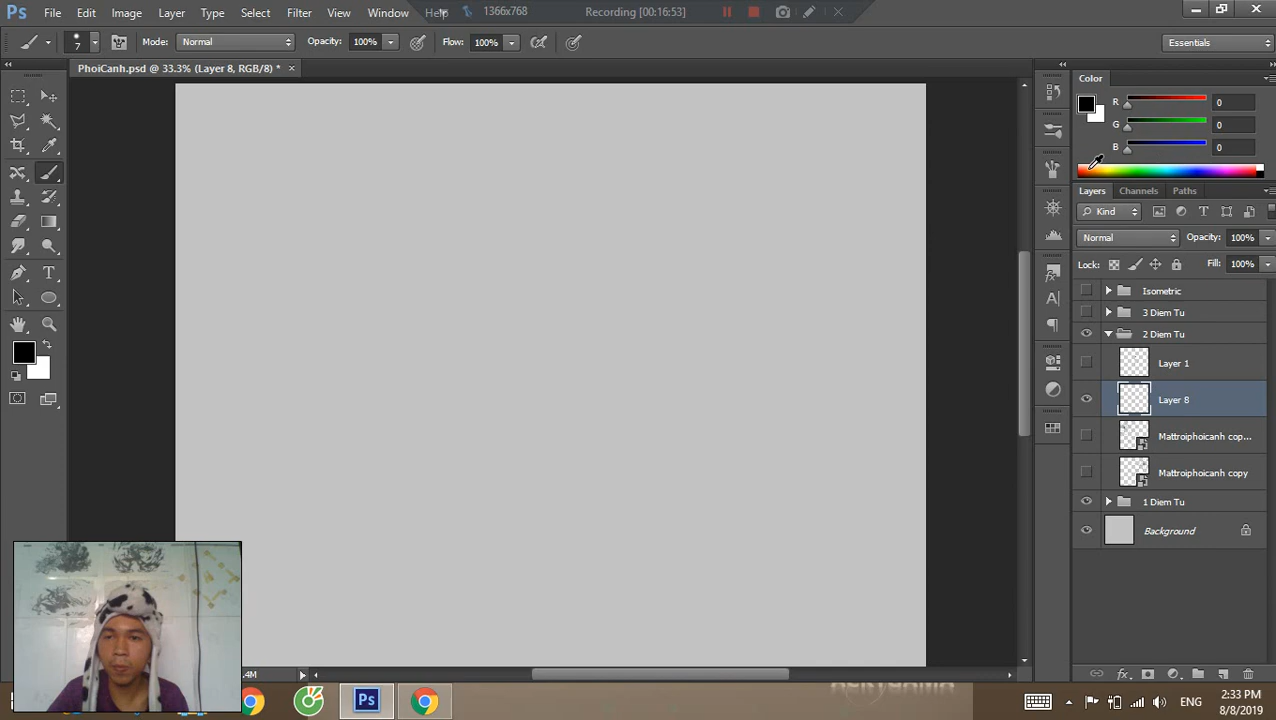 Ps File Edit Image Layer Type Select Filter View Window Help 1366x768 Recording [00:16:53]
7 Mode: Normal Opacity: 100% Flow: 100% Essentials
PhoiCanh.psd @ 33.3% (Layer 8, RGB/8) * ×
Color
R 0
G 0
B 0
Layers Channels Paths
Kind
Normal Opacity: 100%
Lock: Fill: 100%
Isometric
3 Diem Tu
2 Diem Tu
Layer 1
Layer 8
Mattroiphoicanh cop...
Mattroiphoicanh copy
1 Diem Tu
Background
.4M
Ps ENG 2:33 PM
8/8/2019